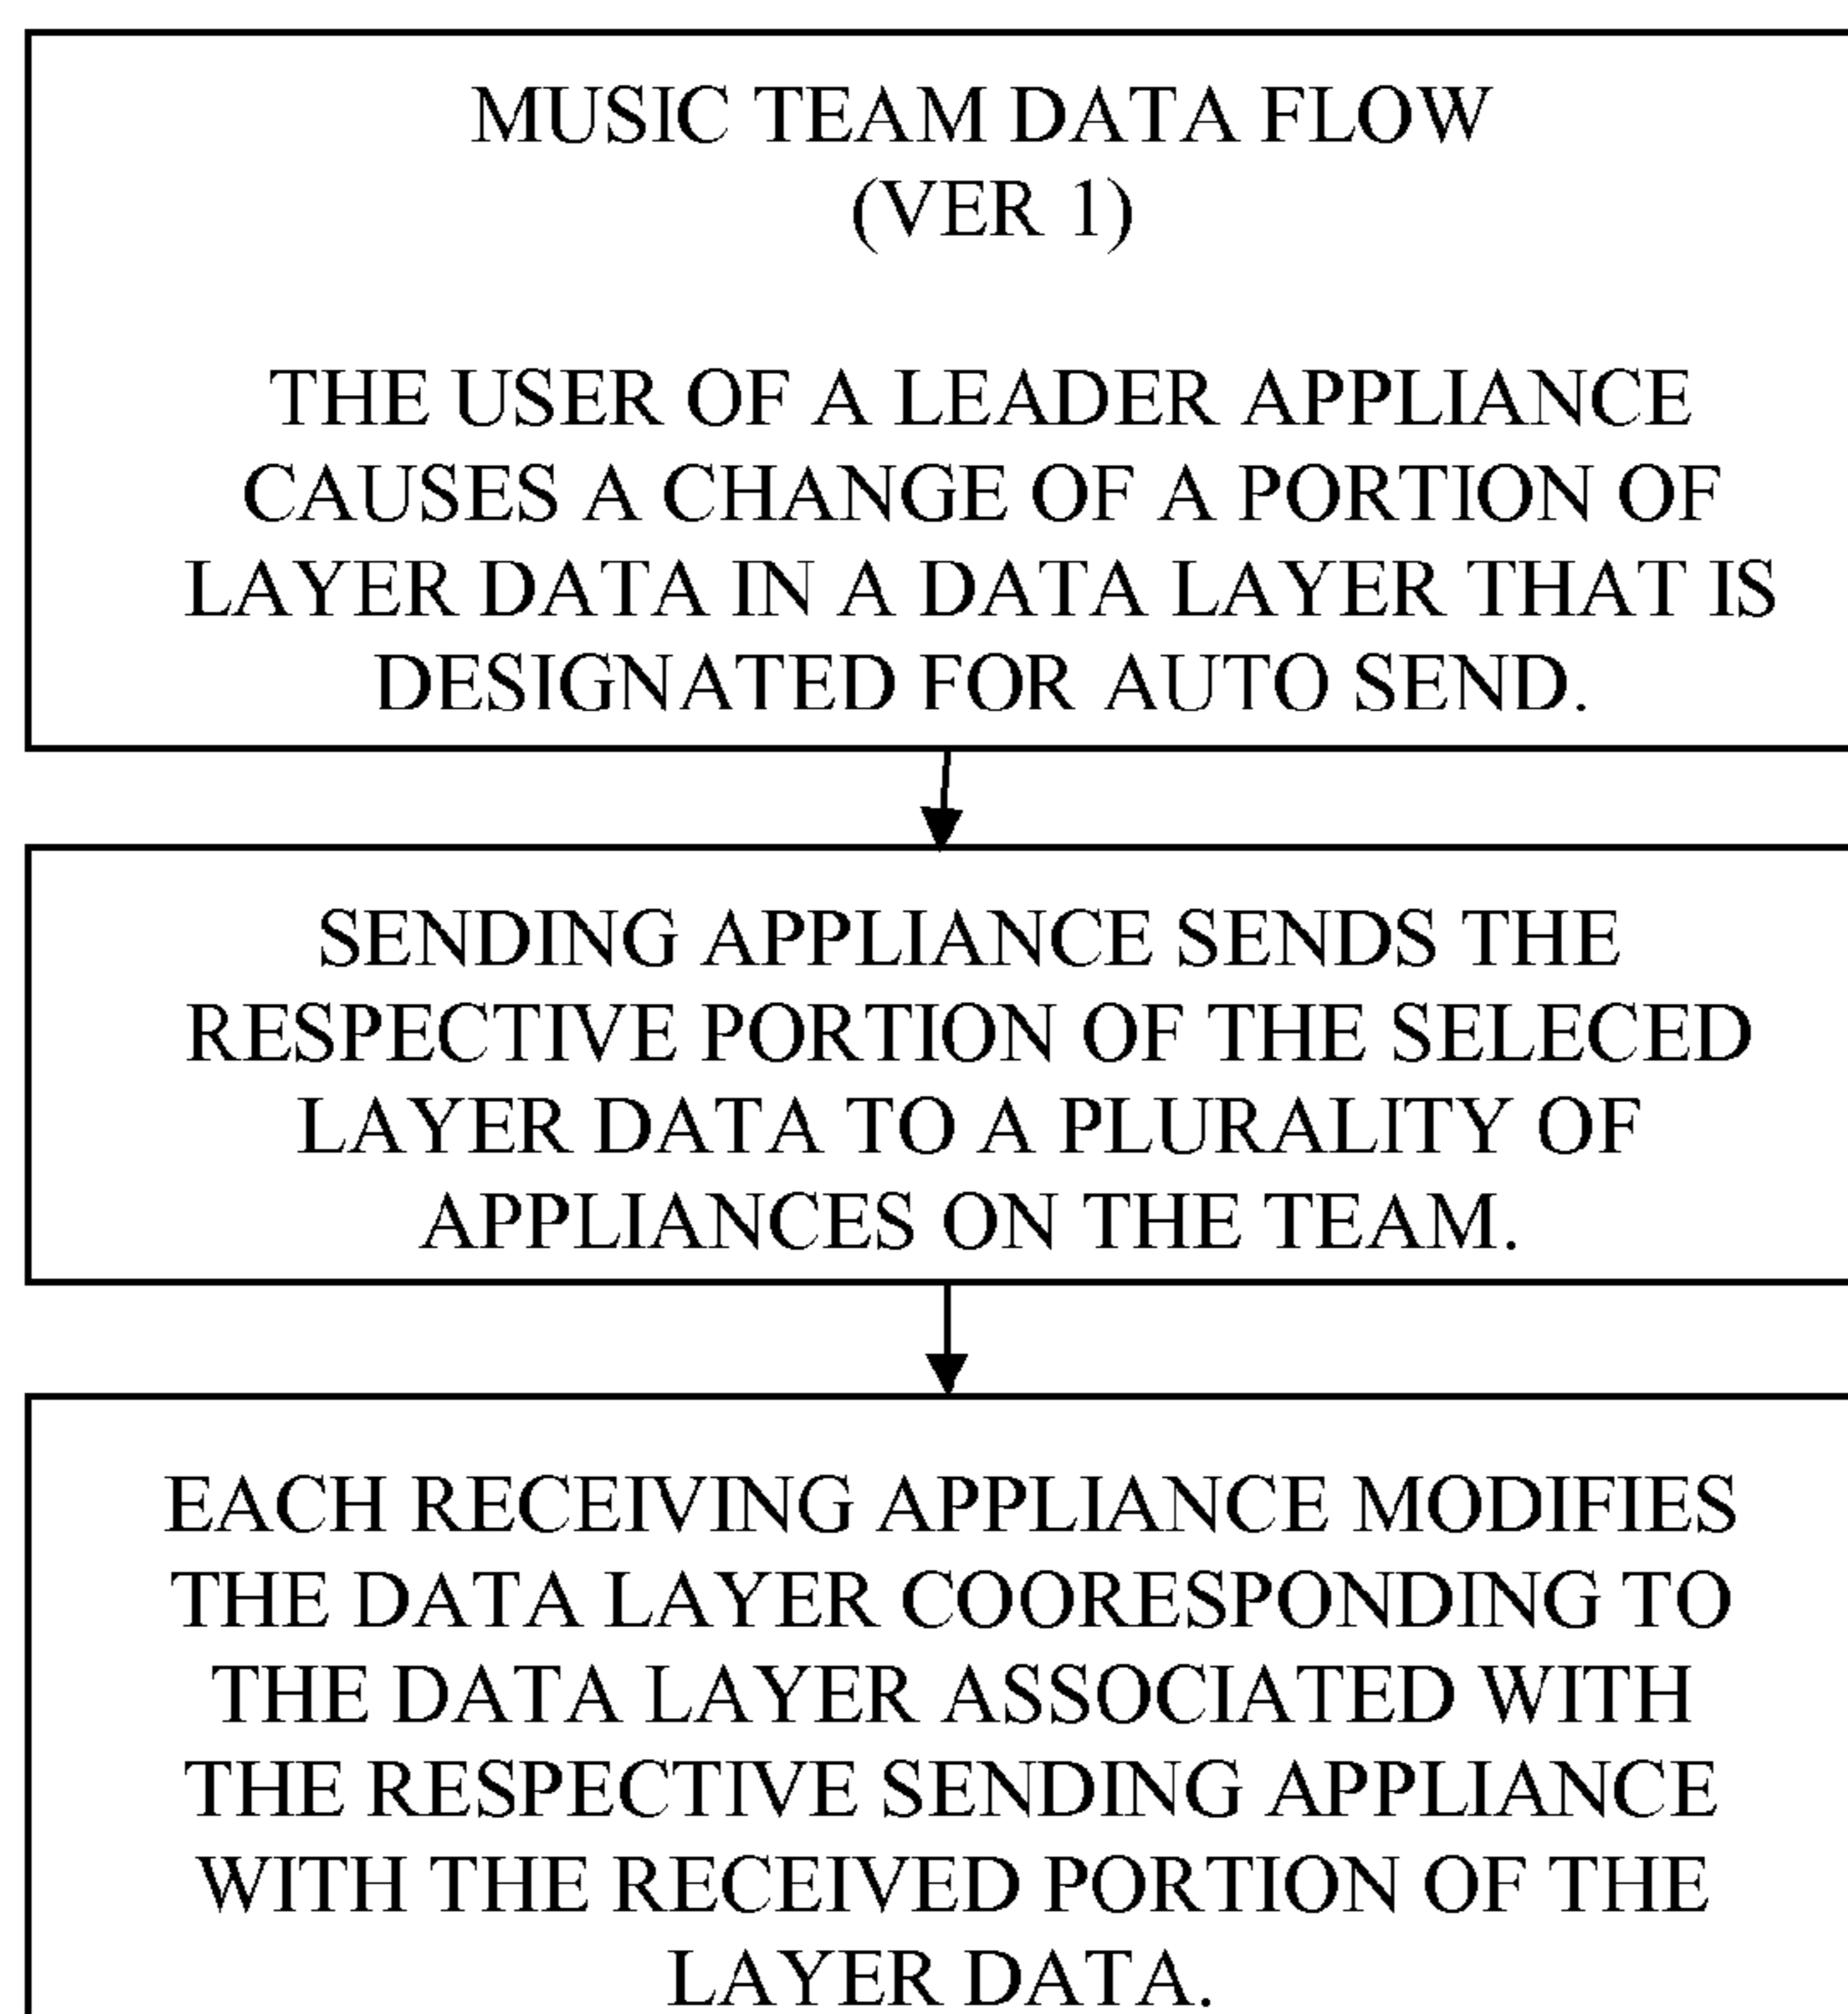 MUSIC TEAM DATA FLOW
(VER 1)
THE USER OF A LEADER APPLIANCE
CAUSES A CHANGE OF A PORTION OF
LAYER DATA IN A DATA LAYER THAT IS
DESIGNATED FOR AUTO SEND.
SENDING APPLIANCE SENDS THE
RESPECTIVE PORTION OF THE SELECED
LAYER DATA TO A PLURALITY OF
APPLIANCES ON THE TEAM.
EACH RECEIVING APPLIANCE MODIFIES
THE DATA LAYER COORESPONDING TO
THE DATA LAYER ASSOCIATED WITH
THE RESPECTIVE SENDING APPLIANCE
WITH THE RECEIVED PORTION OF THE
LAYER DATA.